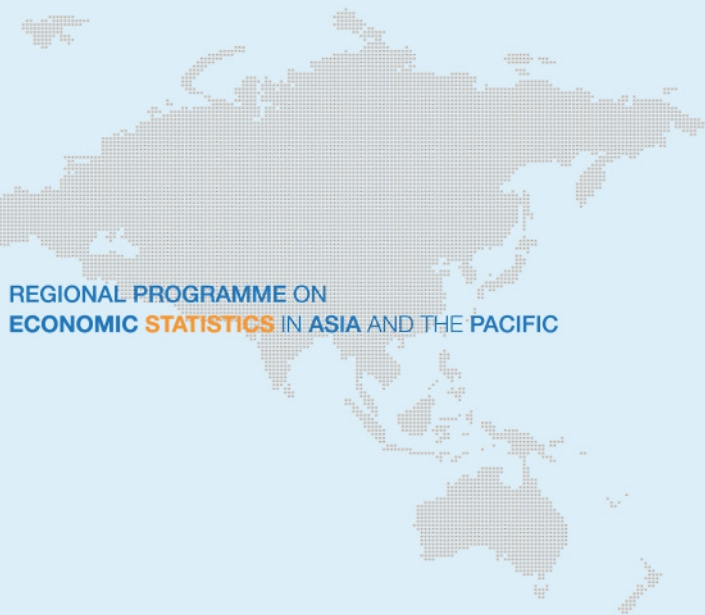 REGIONAL PROGRAMME ON
ECONOMIC STATISTICS IN ASIA AND THE PACIFIC